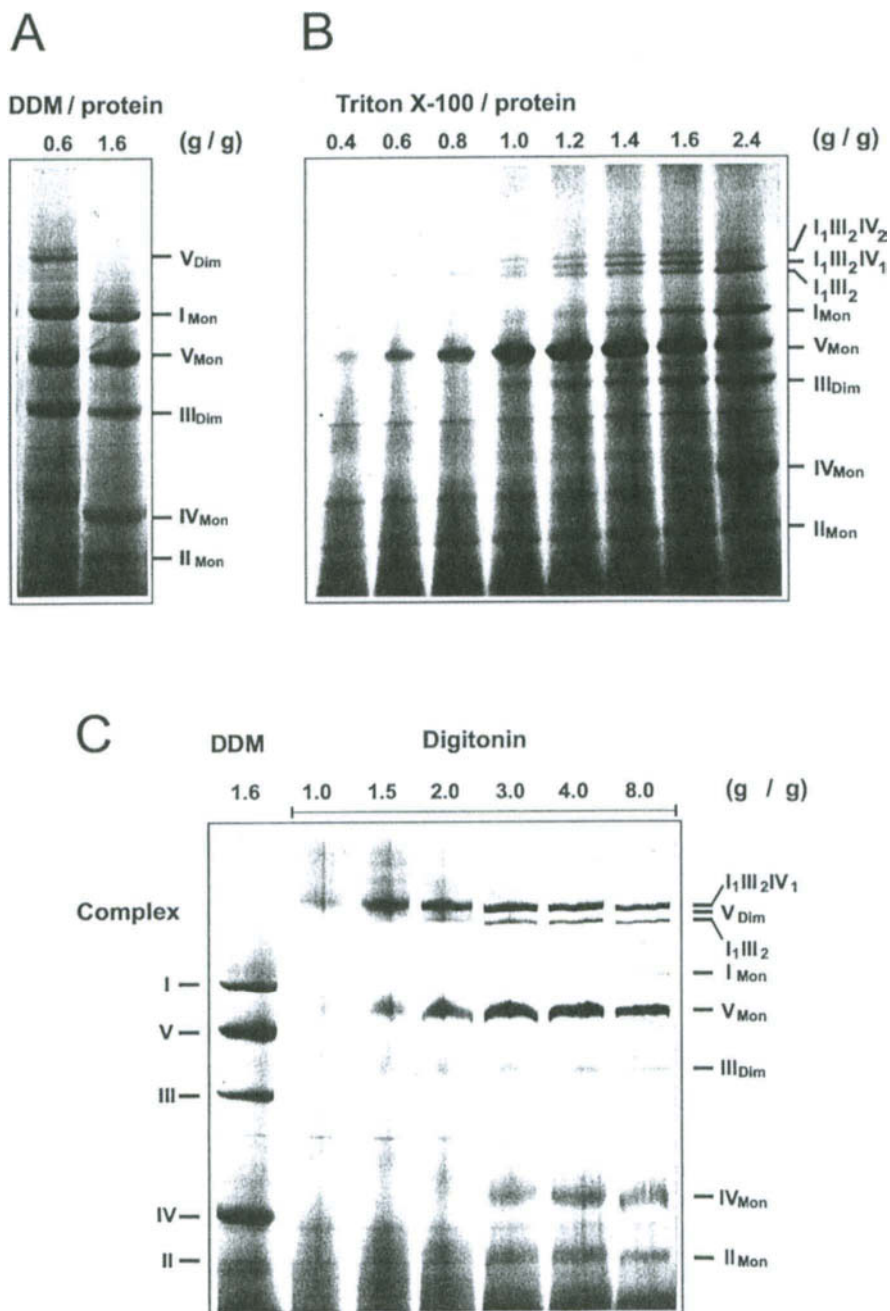 A
DDM / protein
0.6 1.6 (g / g)
V Dim
I Mon
V Mon
III Dim
IV Mon
II Mon
B
Triton X-100 / protein
0.4 0.6 0.8 1.0 1.2 1.4 1.6 2.4 (g / g)
I₁III₂IV₂
I₁III₂IV₁
I₁III₂
I Mon
V Mon
III Dim
IV Mon
II Mon
C
DDM Digitonin
1.6 1.0 1.5 2.0 3.0 4.0 8.0 (g / g)
Complex
I
V
III
IV
II
I₁III₂IV₁
V Dim
I₁III₂
I Mon
V Mon
III Dim
IV Mon
II Mon